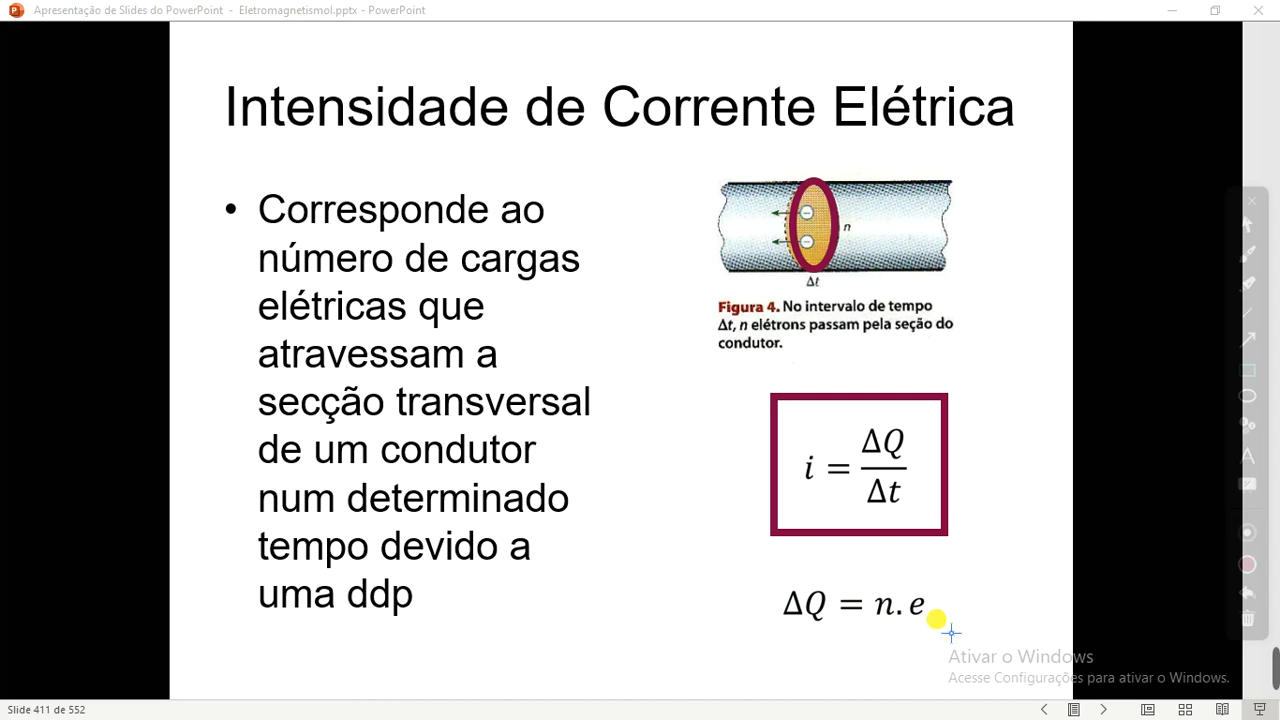 Apresentação de Slides do PowerPoint - Eletromagnetismol.pptx - PowerPoint
Intensidade de Corrente Elétrica
• Corresponde ao
número de cargas
elétricas que
atravessam a
secção transversal
de um condutor
num determinado
tempo devido a
uma ddp
n
Δt
Figura 4. No intervalo de tempo
Δt, n elétrons passam pela seção do
condutor.
i = ΔQ/Δt
ΔQ = n. e
Ativar o Windows
Acesse Configurações para ativar o Windows.
Slide 411 de 552